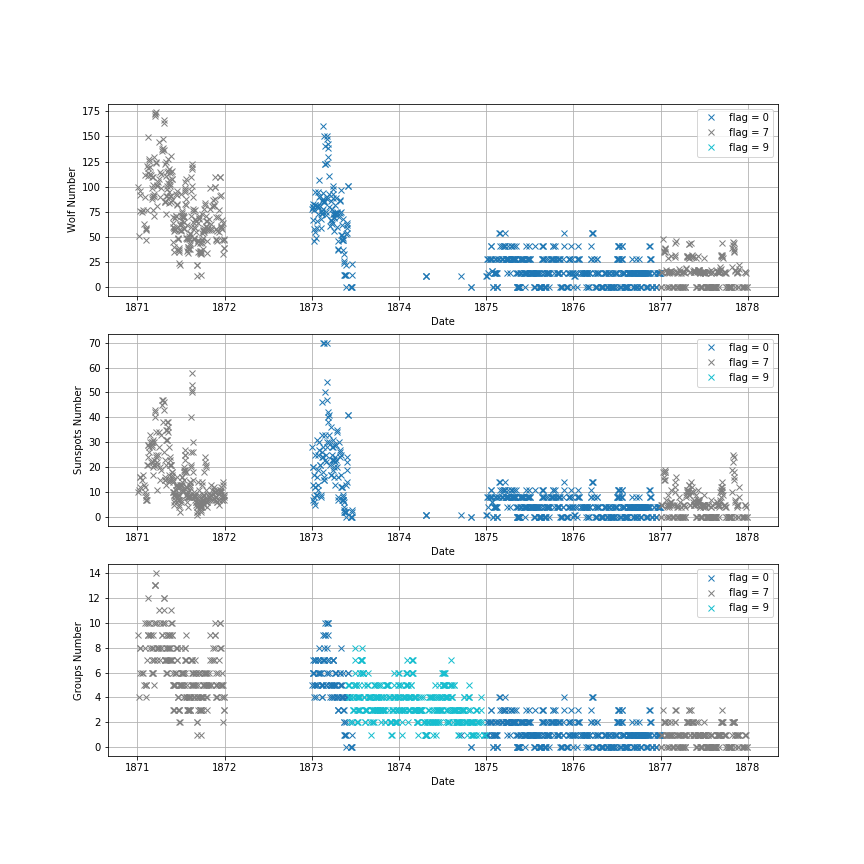 175
150
125
100
75
50
25
0
Wolf Number
flag = 0
flag = 7
flag = 9
1871 1872 1873 1874 1875 1876 1877 1878
Date
70
60
50
40
30
20
10
0
Sunspots Number
flag = 0
flag = 7
flag = 9
1871 1872 1873 1874 1875 1876 1877 1878
Date
14
12
10
8
6
4
2
0
Groups Number
flag = 0
flag = 7
flag = 9
1871 1872 1873 1874 1875 1876 1877 1878
Date